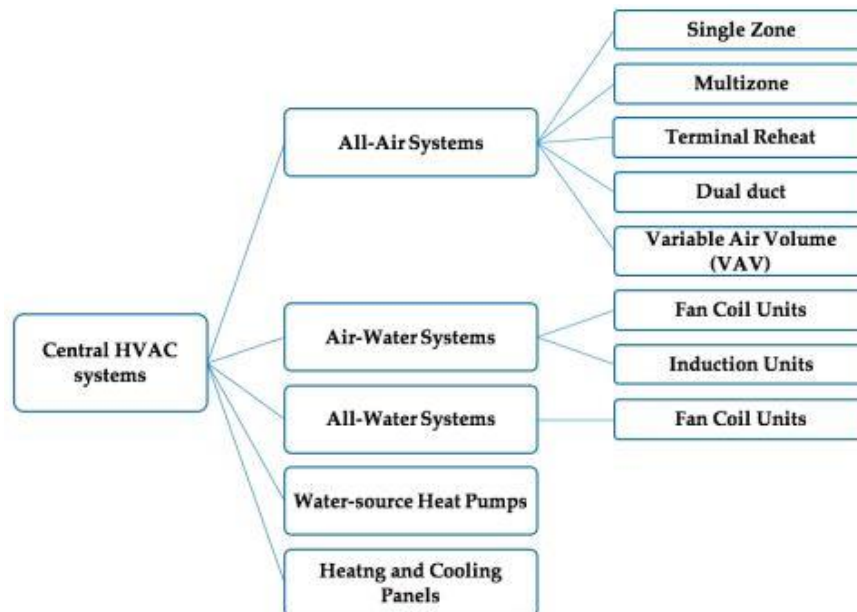 Single Zone
Multizone
All-Air Systems
Terminal Reheat
Dual duct
Variable Air Volume
(VAV)
Central HVAC
systems
Air-Water Systems
Fan Coil Units
Induction Units
All-Water Systems
Fan Coil Units
Water-source Heat Pumps
Heatng and Cooling
Panels